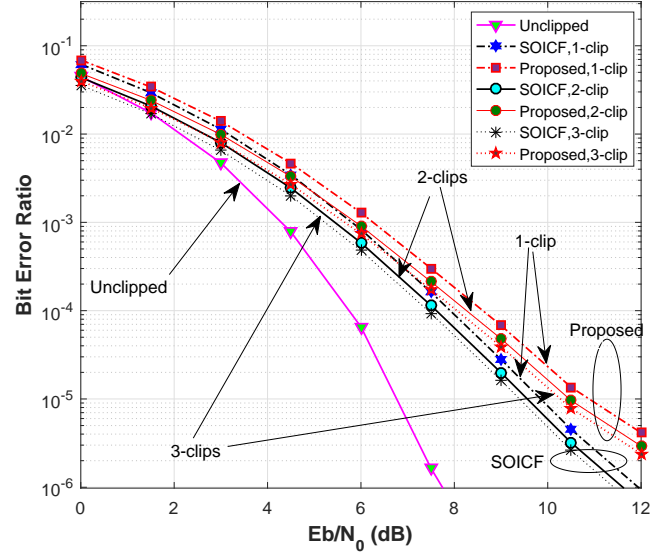 Unclipped
SOICF,1-clip
Proposed,1-clip
SOICF,2-clip
Proposed,2-clip
SOICF,3-clip
Proposed,3-clip
10^-1
10^-2
10^-3
10^-4
10^-5
10^-6
Bit Error Ratio
2-clips
1-clip
Unclipped
Proposed
3-clips
SOICF
0 2 4 6 8 10 12
Eb/N_0 (dB)